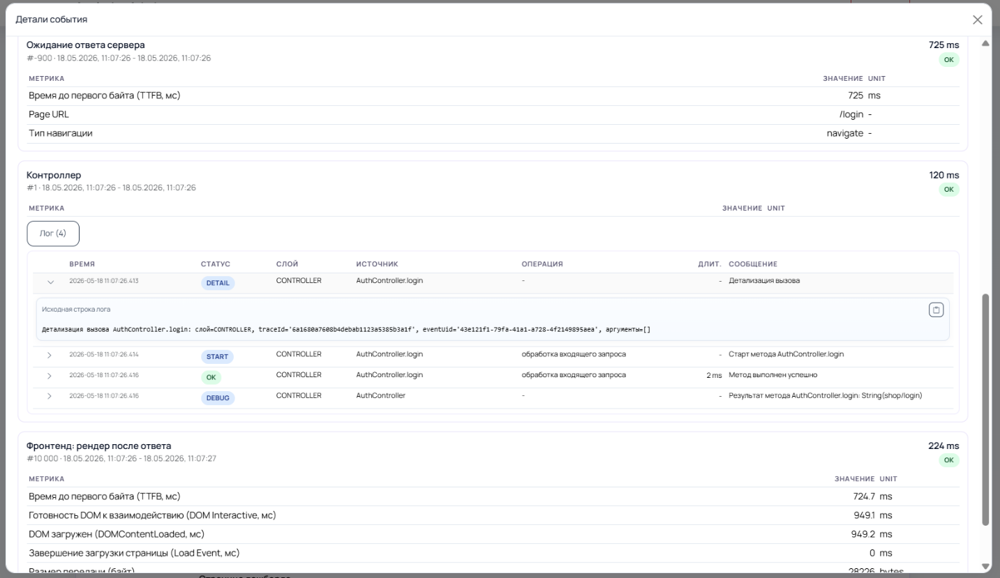 Детали события
Ожидание ответа сервера 725 ms
#-900 · 18.05.2026, 11:07:26 - 18.05.2026, 11:07:26 OK
МЕТРИКА ЗНАЧЕНИЕ UNIT
Время до первого байта (TTFB, мс) 725 ms
Page URL /login -
Тип навигации navigate -
Контроллер 120 ms
#1 · 18.05.2026, 11:07:26 - 18.05.2026, 11:07:26 OK
МЕТРИКА ЗНАЧЕНИЕ UNIT
Лог (4)
ВРЕМЯ СТАТУС СЛОЙ ИСТОЧНИК ОПЕРАЦИЯ ДЛИТ. СООБЩЕНИЕ
2026-05-18 11:07:26.413 DETAIL CONTROLLER AuthController.login - - Детализация вызова
Исходная строка лога
Детализация вызова AuthController.login: слой=CONTROLLER, traceId='6a1680a7608b4debab1123a5385b3a1f', eventUid='43e121f1-79fa-41a1-a728-4f2149895aea', аргументы=[]
2026-05-18 11:07:26.414 START CONTROLLER AuthController.login обработка входящего запроса - Старт метода AuthController.login
2026-05-18 11:07:26.416 OK CONTROLLER AuthController.login обработка входящего запроса 2 ms Метод выполнен успешно
2026-05-18 11:07:26.416 DEBUG CONTROLLER AuthController - - Результат метода AuthController.login: String(shop/login)
Фронтенд: рендер после ответа 224 ms
#10 000 · 18.05.2026, 11:07:26 - 18.05.2026, 11:07:27 OK
МЕТРИКА ЗНАЧЕНИЕ UNIT
Время до первого байта (TTFB, мс) 724.7 ms
Готовность DOM к взаимодействию (DOM Interactive, мс) 949.1 ms
DOM загружен (DOMContentLoaded, мс) 949.2 ms
Завершение загрузки страницы (Load Event, мс) 0 ms
Размер передачи (байт) 28226 bytes